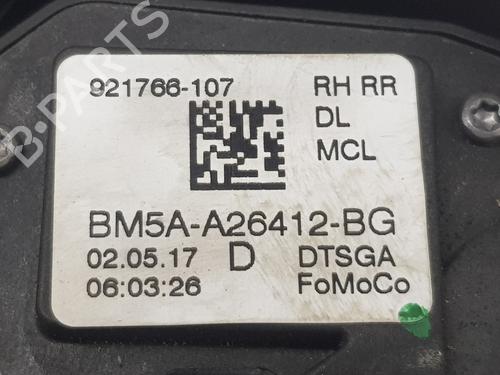 B-PARTS
921766-107 RH RR
DL
MCL
BM5A-A26412-BG
02.05.17 D DTSGA
06:03:26 FoMoCo